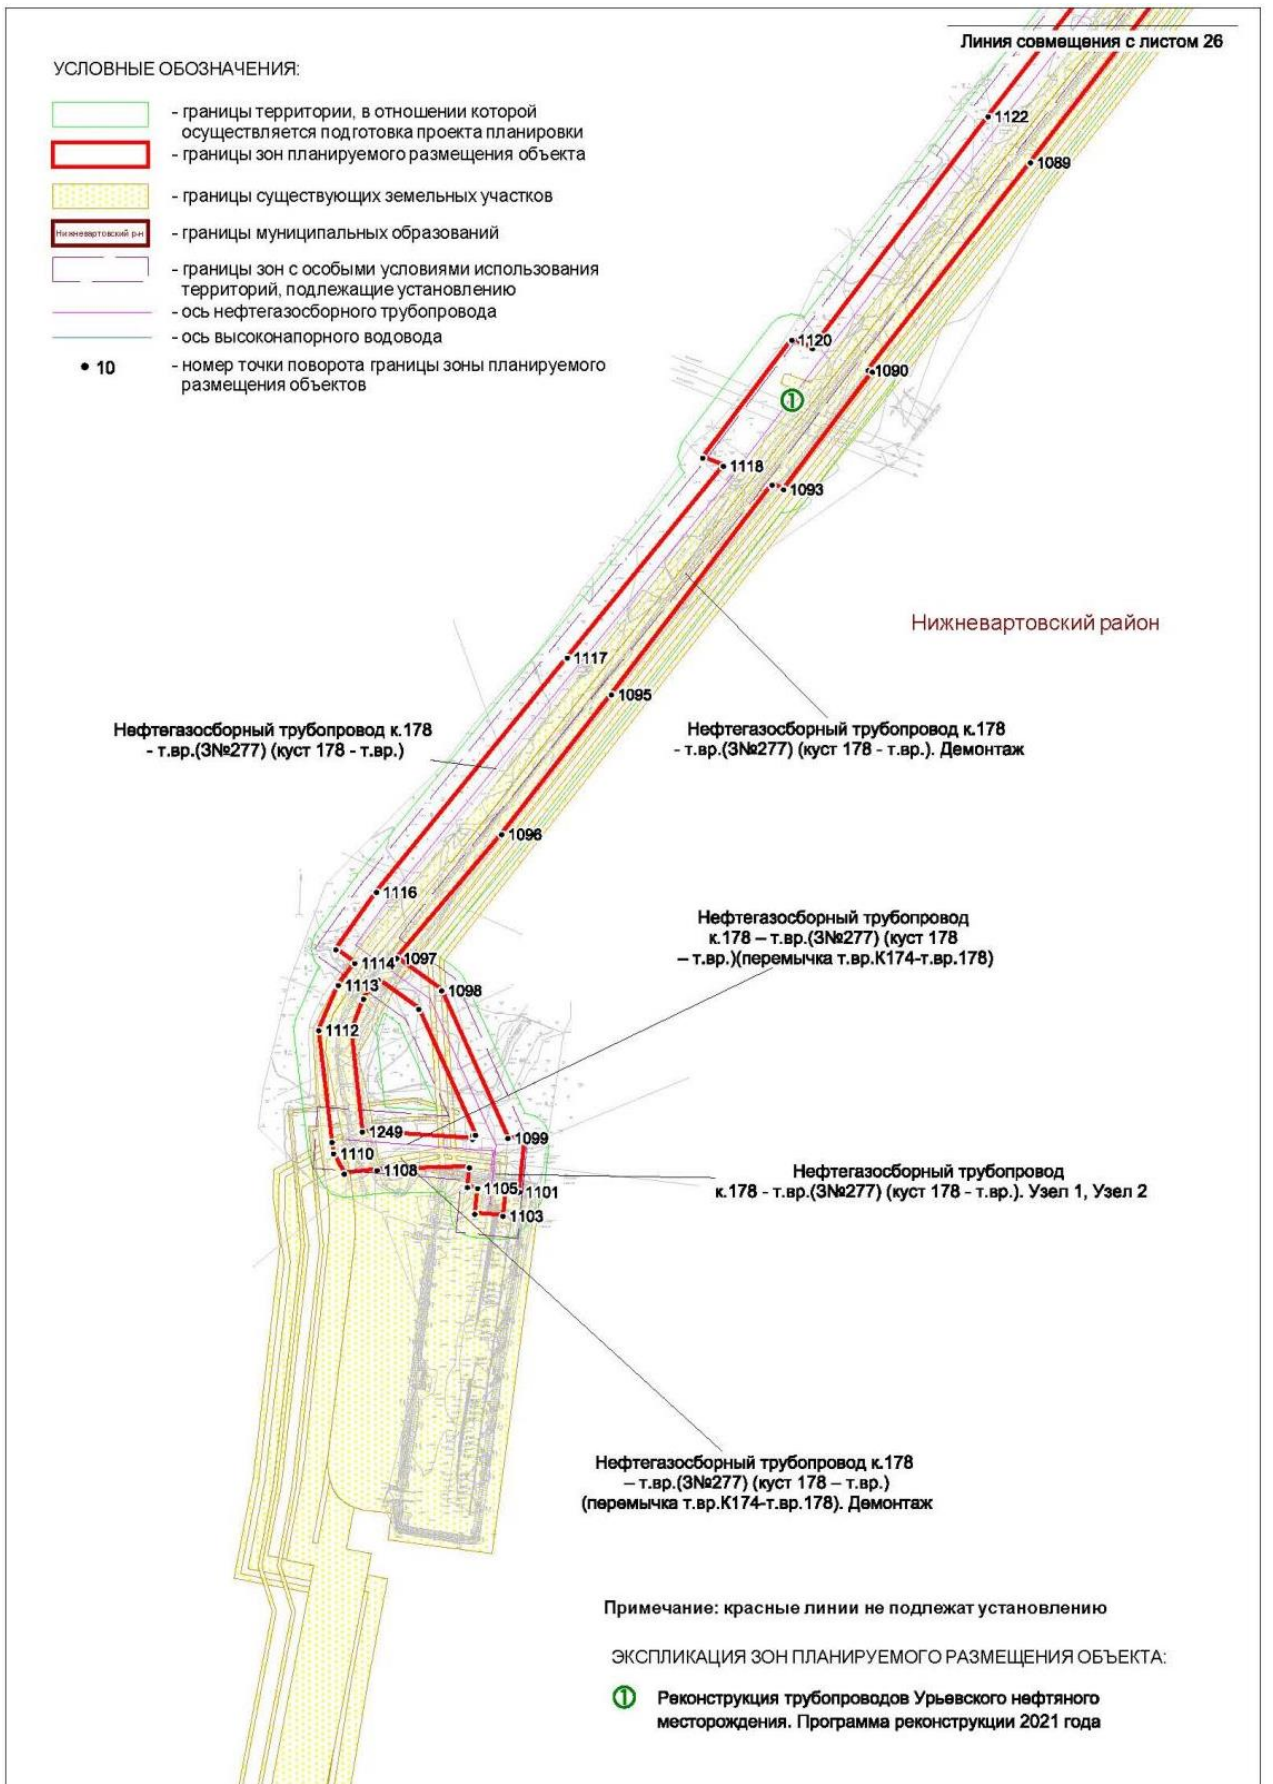 Линия совмещения с листом 26
УСЛОВНЫЕ ОБОЗНАЧЕНИЯ:
- границы территории, в отношении которой
осуществляется подготовка проекта планировки
- границы зон планируемого размещения объекта
- границы существующих земельных участков
Нижневартовский р-н
- границы муниципальных образований
- границы зон с особыми условиями использования
территорий, подлежащие установлению
- ось нефтегазосборного трубопровода
- ось высоконапорного водовода
10
- номер точки поворота границы зоны планируемого
размещения объектов
1122
1089
1120
1090
1
1118
1093
Нижневартовский район
1117
1095
Нефтегазосборный трубопровод к.178
- т.вр.(З№277) (куст 178 - т.вр.)
Нефтегазосборный трубопровод к.178
- т.вр.(З№277) (куст 178 - т.вр.). Демонтаж
1096
1116
Нефтегазосборный трубопровод
к.178 – т.вр.(З№277) (куст 178
– т.вр.)(перемычка т.вр.К174-т.вр.178)
1097
1114
1113
1098
1112
1249
1099
1110
1108
1105
1101
1103
Нефтегазосборный трубопровод
к.178 - т.вр.(З№277) (куст 178 - т.вр.). Узел 1, Узел 2
Нефтегазосборный трубопровод к.178
– т.вр.(З№277) (куст 178 – т.вр.)
(перемычка т.вр.К174-т.вр.178). Демонтаж
Примечание: красные линии не подлежат установлению
ЭКСПЛИКАЦИЯ ЗОН ПЛАНИРУЕМОГО РАЗМЕЩЕНИЯ ОБЪЕКТА:
1 Реконструкция трубопроводов Урьевского нефтяного
месторождения. Программа реконструкции 2021 года